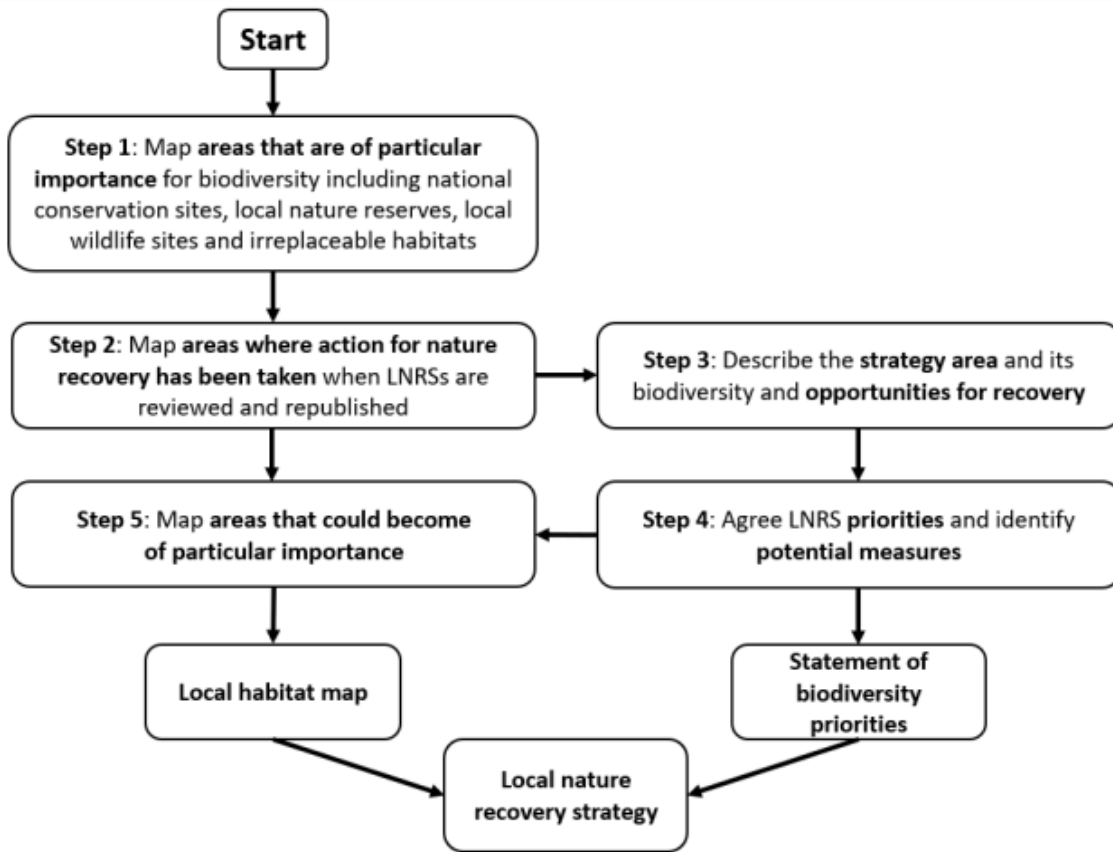 Start
Step 1: Map areas that are of particular
importance for biodiversity including national
conservation sites, local nature reserves, local
wildlife sites and irreplaceable habitats
Step 2: Map areas where action for nature
recovery has been taken when LNRSs are
reviewed and republished
Step 3: Describe the strategy area and its
biodiversity and opportunities for recovery
Step 4: Agree LNRS priorities and identify
potential measures
Step 5: Map areas that could become
of particular importance
Local habitat map
Statement of
biodiversity
priorities
Local nature
recovery strategy